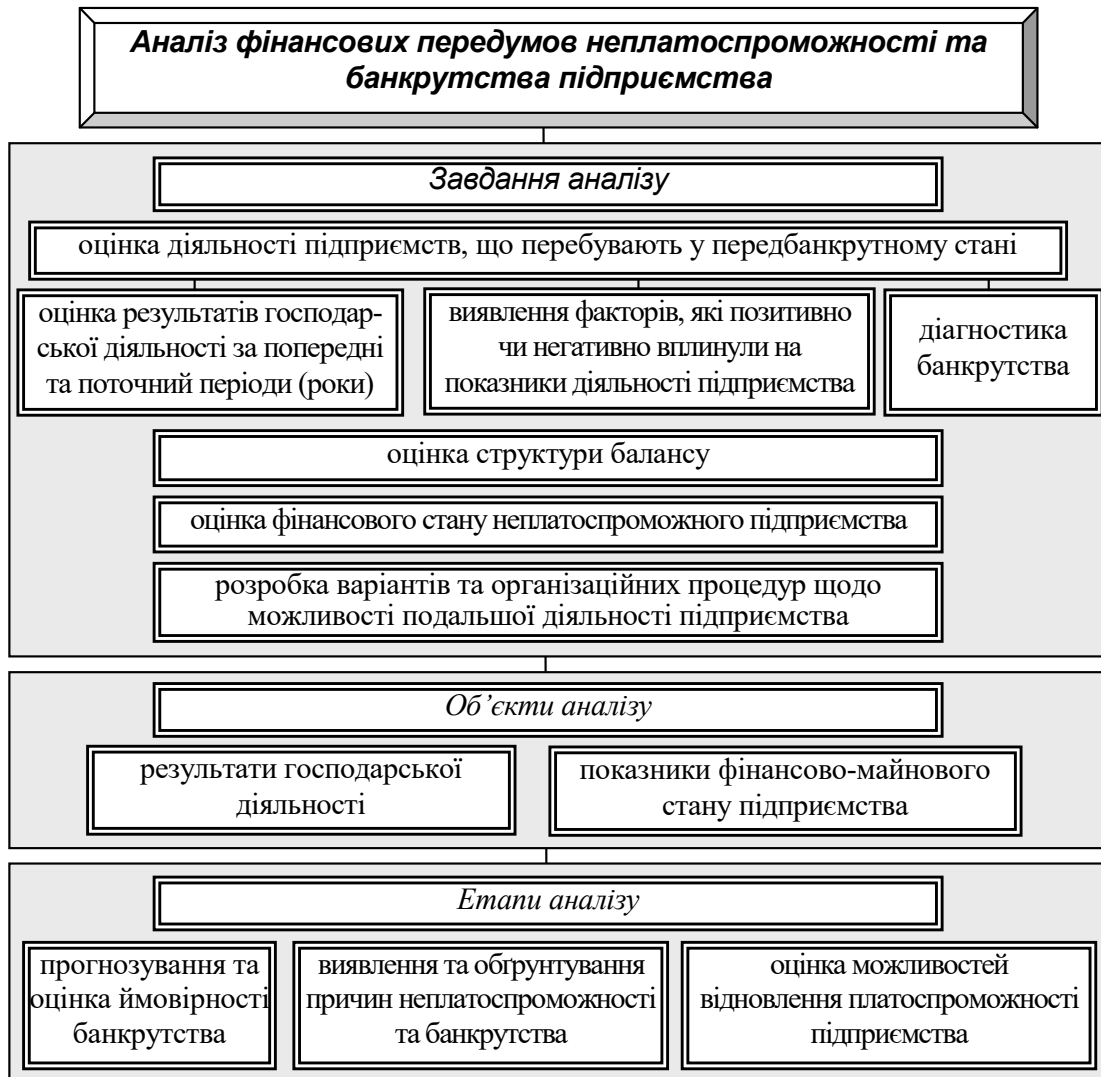 Аналіз фінансових передумов неплатоспроможності та
банкрутства підприємства
Завдання аналізу
оцінка діяльності підприємств, що перебувають у передбанкрутному стані
оцінка результатів господар-
ської діяльності за попередні
та поточний періоди (роки)
виявлення факторів, які позитивно
чи негативно вплинули на
показники діяльності підприємства
діагностика
банкрутства
оцінка структури балансу
оцінка фінансового стану неплатоспроможного підприємства
розробка варіантів та організаційних процедур щодо
можливості подальшої діяльності підприємства
Об’єкти аналізу
результати господарської
діяльності
показники фінансово-майнового
стану підприємства
Етапи аналізу
прогнозування та
оцінка ймовірності
банкрутства
виявлення та обґрунтування
причин неплатоспроможності
та банкрутства
оцінка можливостей
відновлення платоспроможності
підприємства